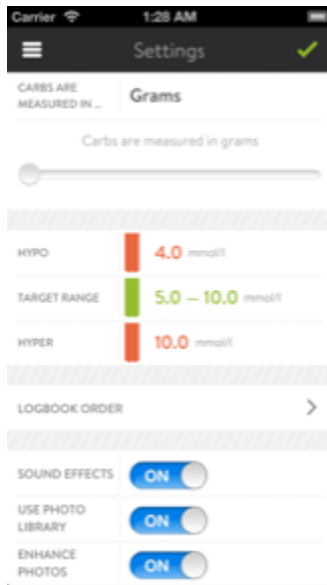 Carrier 1:28 AM
Settings
CARBS ARE
MEASURED IN ...
Grams
Carbs are measured in grams
HYPO 4.0 mmol/l
TARGET RANGE 5.0 – 10.0 mmol/l
HYPER 10.0 mmol/l
LOGBOOK ORDER
SOUND EFFECTS ON
USE PHOTO
LIBRARY
ON
ENHANCE
PHOTOS
ON